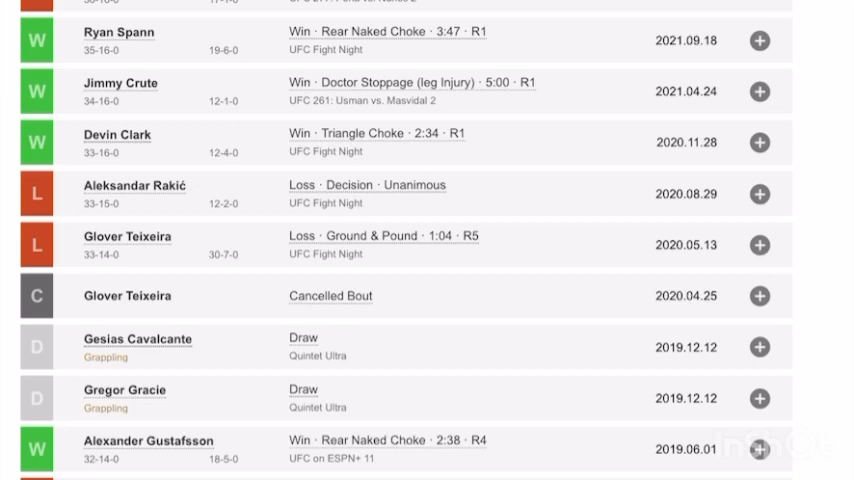 W Ryan Spann Win · Rear Naked Choke · 3:47 · R1 2021.09.18
35-16-0 19-6-0 UFC Fight Night
W Jimmy Crute Win · Doctor Stoppage (leg Injury) · 5:00 · R1 2021.04.24
34-16-0 12-1-0 UFC 261: Usman vs. Masvidal 2
W Devin Clark Win · Triangle Choke · 2:34 · R1 2020.11.28
33-16-0 12-4-0 UFC Fight Night
L Aleksandar Rakić Loss · Decision · Unanimous 2020.08.29
33-15-0 12-2-0 UFC Fight Night
L Glover Teixeira Loss · Ground & Pound · 1:04 · R5 2020.05.13
33-14-0 30-7-0 UFC Fight Night
C Glover Teixeira Cancelled Bout 2020.04.25
D Gesias Cavalcante Draw 2019.12.12
Grappling Quintet Ultra
D Gregor Gracie Draw 2019.12.12
Grappling Quintet Ultra
W Alexander Gustafsson Win · Rear Naked Choke · 2:38 · R4 2019.06.01
32-14-0 18-5-0 UFC on ESPN+ 11
InShOt